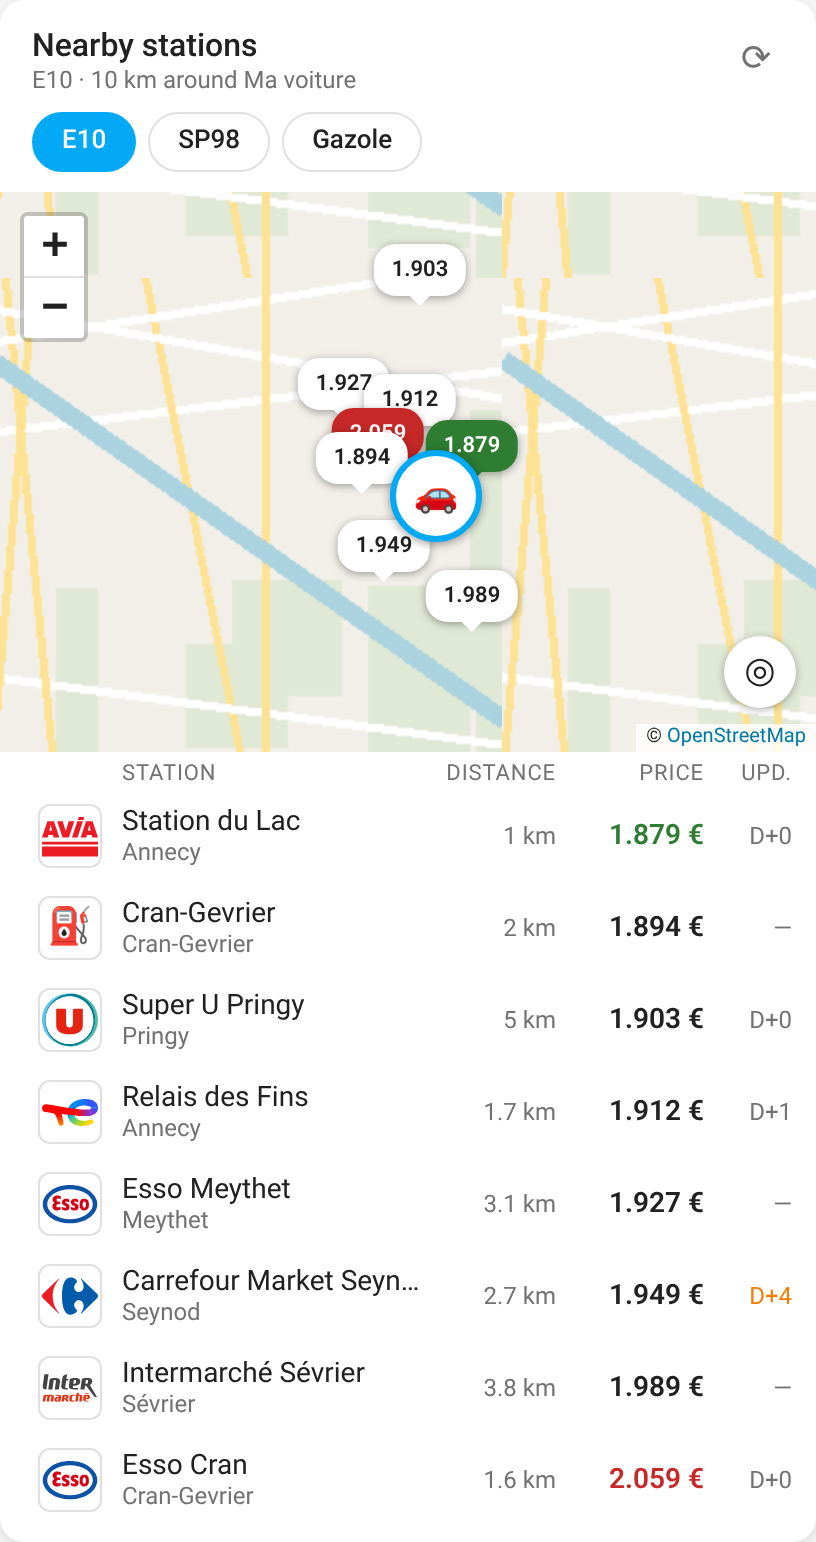 Nearby stations
E10 · 10 km around Ma voiture
⟳
E10 SP98 Gazole
+
−
1.903
1.927
1.912
2.059
1.879
1.894
1.949
1.989
© OpenStreetMap
STATION DISTANCE PRICE UPD.
AVIA
Station du Lac 1 km 1.879 € D+0
Annecy
Cran-Gevrier 2 km 1.894 € —
Cran-Gevrier
U
Super U Pringy 5 km 1.903 € D+0
Pringy
Relais des Fins 1.7 km 1.912 € D+1
Annecy
Esso
Esso Meythet 3.1 km 1.927 € —
Meythet
Carrefour Market Seyn… 2.7 km 1.949 € D+4
Seynod
Inter
marché
Intermarché Sévrier 3.8 km 1.989 € —
Sévrier
Esso
Esso Cran 1.6 km 2.059 € D+0
Cran-Gevrier